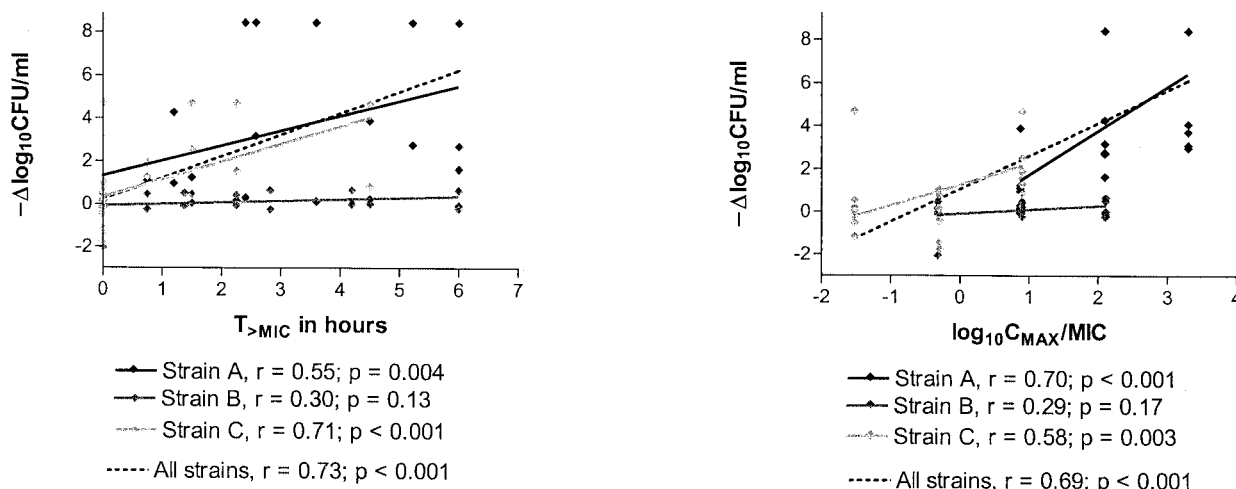 −Δlog10CFU/ml
8
6
4
2
0
-2
0 1 2 3 4 5 6 7
T>MIC in hours
Strain A, r = 0.55; p = 0.004
Strain B, r = 0.30; p = 0.13
Strain C, r = 0.71; p < 0.001
All strains, r = 0.73; p < 0.001
−Δlog10CFU/ml
8
6
4
2
0
-2
-2 -1 0 1 2 3 4
log10CMAX/MIC
Strain A, r = 0.70; p < 0.001
Strain B, r = 0.29; p = 0.17
Strain C, r = 0.58; p = 0.003
All strains, r = 0.69; p < 0.001